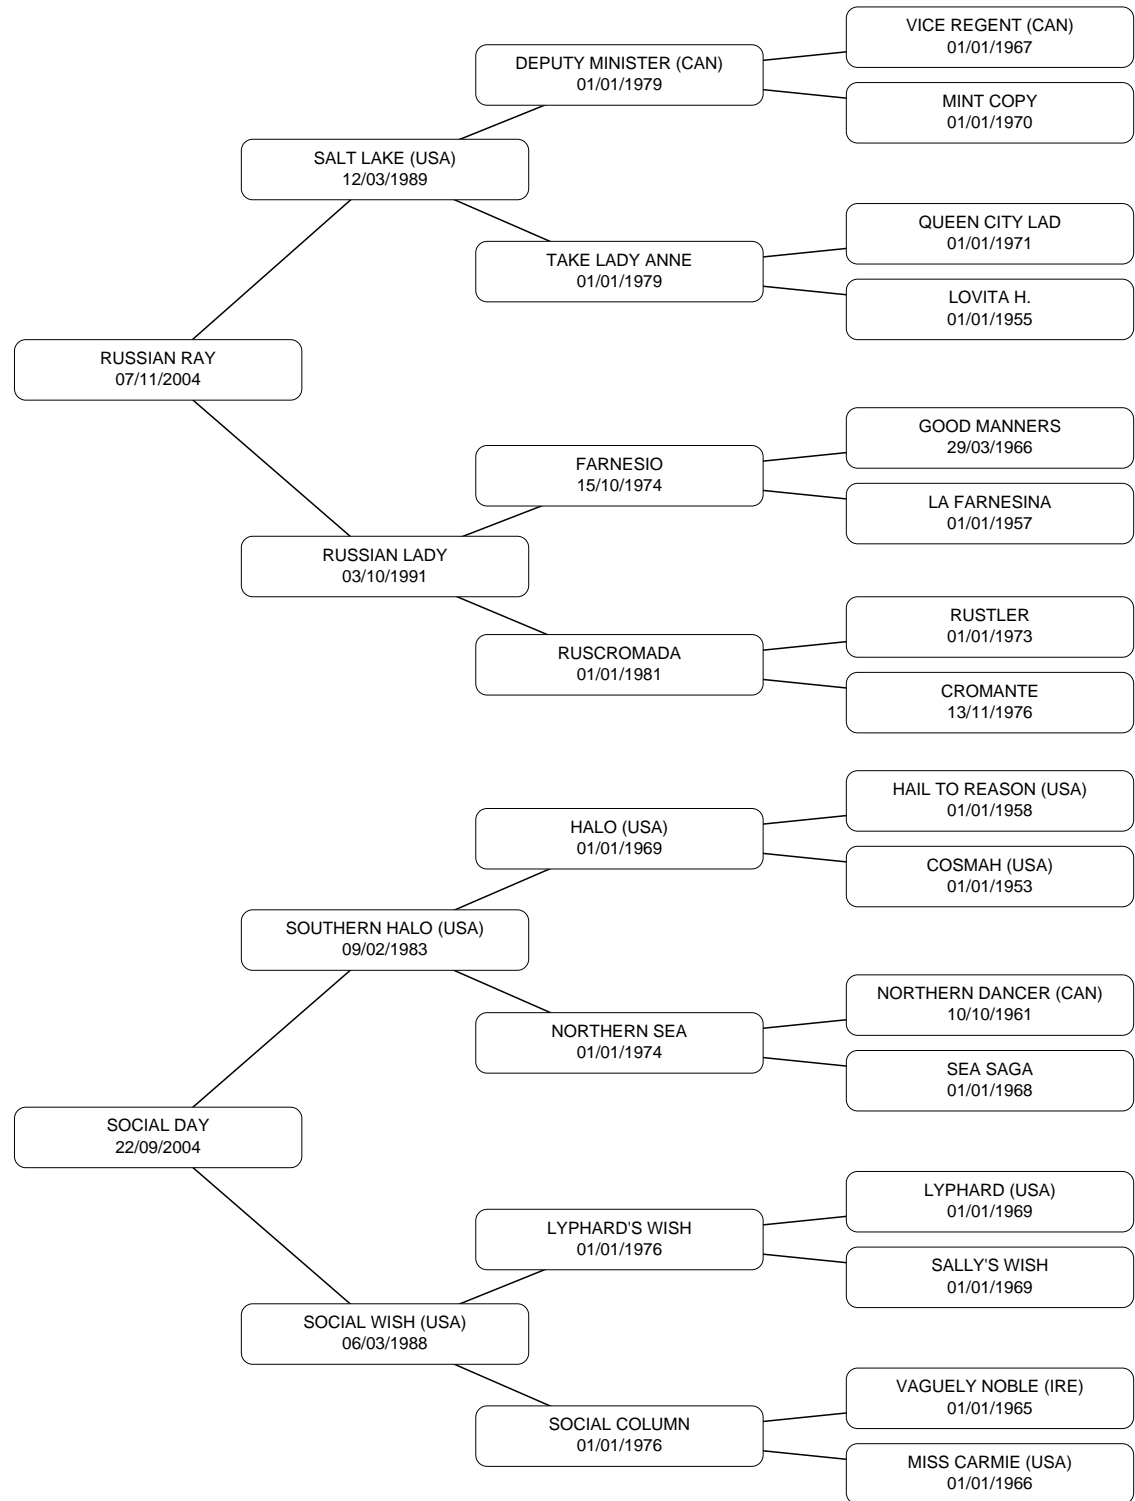 VICE REGENT (CAN)
01/01/1967
DEPUTY MINISTER (CAN)
01/01/1979
MINT COPY
01/01/1970
SALT LAKE (USA)
12/03/1989
QUEEN CITY LAD
01/01/1971
TAKE LADY ANNE
01/01/1979
LOVITA H.
01/01/1955
RUSSIAN RAY
07/11/2004
GOOD MANNERS
29/03/1966
FARNESIO
15/10/1974
LA FARNESINA
01/01/1957
RUSSIAN LADY
03/10/1991
RUSTLER
01/01/1973
RUSCROMADA
01/01/1981
CROMANTE
13/11/1976
HAIL TO REASON (USA)
01/01/1958
HALO (USA)
01/01/1969
COSMAH (USA)
01/01/1953
SOUTHERN HALO (USA)
09/02/1983
NORTHERN DANCER (CAN)
10/10/1961
NORTHERN SEA
01/01/1974
SEA SAGA
01/01/1968
SOCIAL DAY
22/09/2004
LYPHARD (USA)
01/01/1969
LYPHARD'S WISH
01/01/1976
SALLY'S WISH
01/01/1969
SOCIAL WISH (USA)
06/03/1988
VAGUELY NOBLE (IRE)
01/01/1965
SOCIAL COLUMN
01/01/1976
MISS CARMIE (USA)
01/01/1966